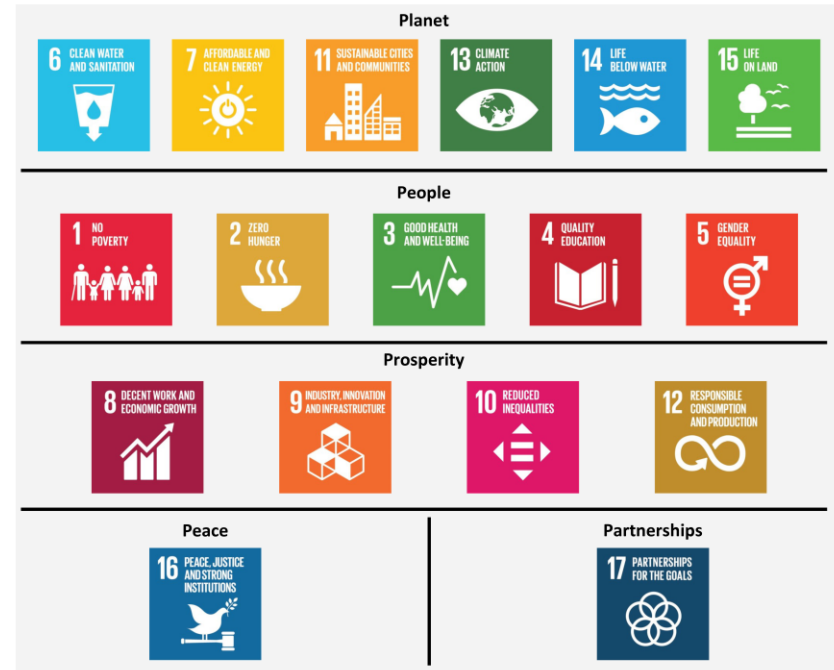 Planet
6 CLEAN WATER
AND SANITATION
7 AFFORDABLE AND
CLEAN ENERGY
11 SUSTAINABLE CITIES
AND COMMUNITIES
13 CLIMATE
ACTION
14 LIFE
BELOW WATER
15 LIFE
ON LAND
People
1 NO
POVERTY
2 ZERO
HUNGER
3 GOOD HEALTH
AND WELL-BEING
4 QUALITY
EDUCATION
5 GENDER
EQUALITY
Prosperity
8 DECENT WORK AND
ECONOMIC GROWTH
9 INDUSTRY, INNOVATION
AND INFRASTRUCTURE
10 REDUCED
INEQUALITIES
12 RESPONSIBLE
CONSUMPTION
AND PRODUCTION
Peace
16 PEACE, JUSTICE
AND STRONG
INSTITUTIONS
Partnerships
17 PARTNERSHIPS
FOR THE GOALS